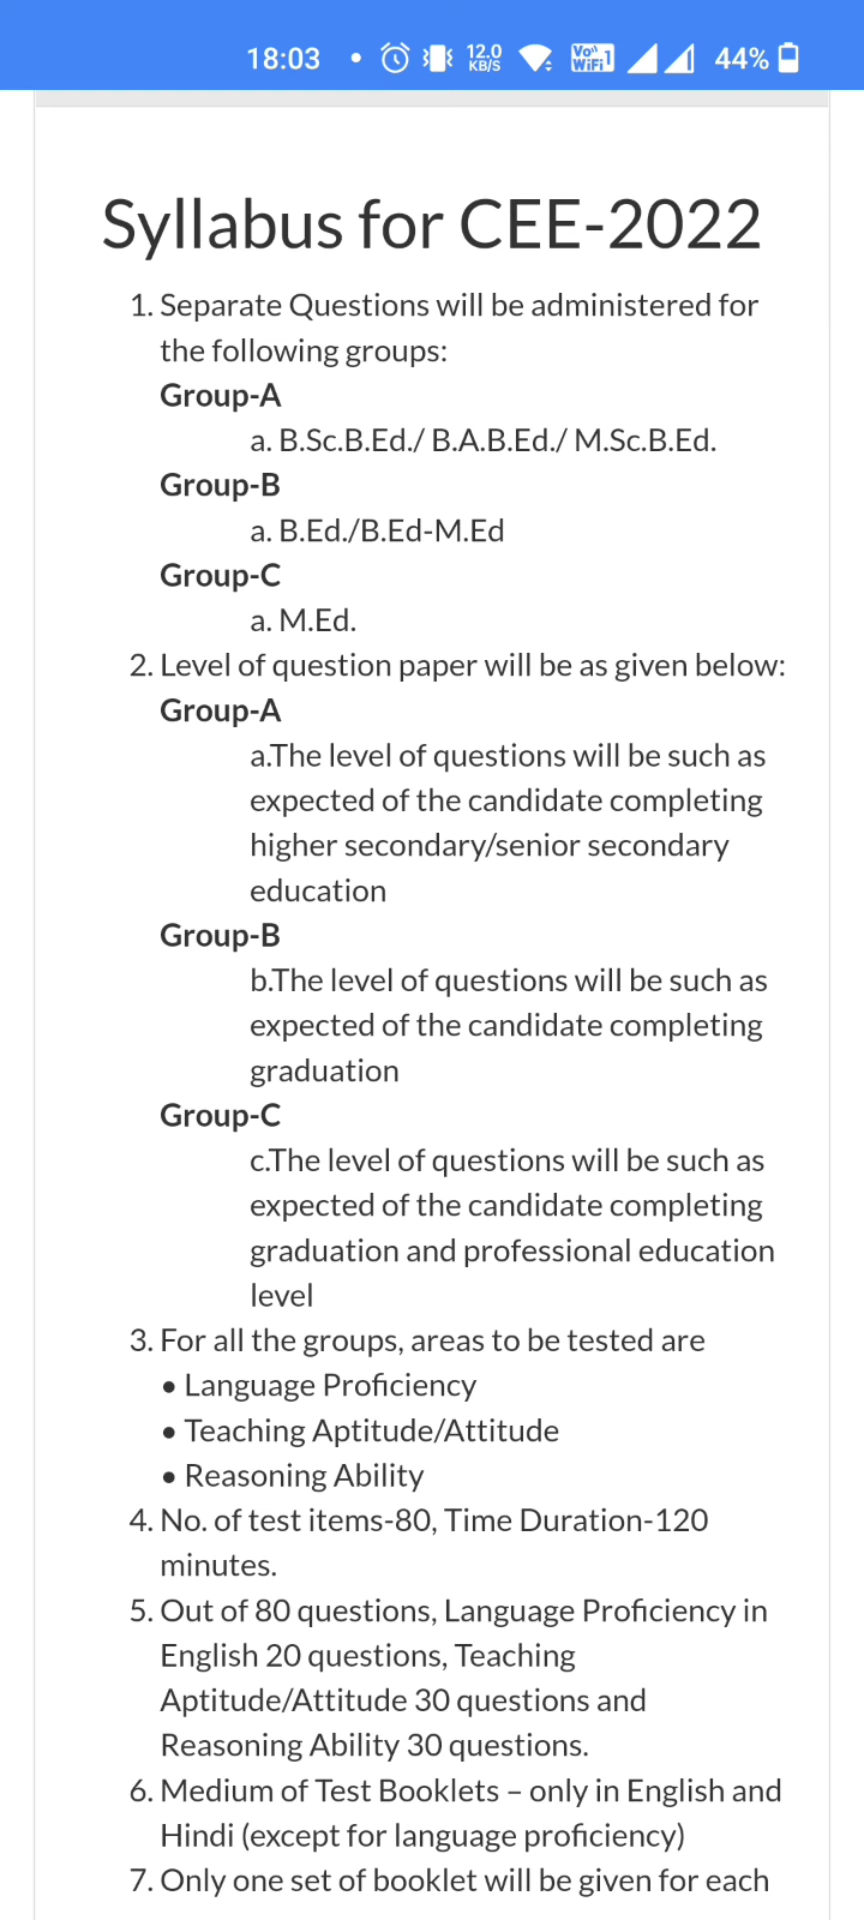 18:03 • 12.0 KB/S Vo WiFi 1 44%
Syllabus for CEE-2022
1. Separate Questions will be administered for
the following groups:
Group-A
a. B.Sc.B.Ed./ B.A.B.Ed./ M.Sc.B.Ed.
Group-B
a. B.Ed./B.Ed-M.Ed
Group-C
a. M.Ed.
2. Level of question paper will be as given below:
Group-A
a.The level of questions will be such as
expected of the candidate completing
higher secondary/senior secondary
education
Group-B
b.The level of questions will be such as
expected of the candidate completing
graduation
Group-C
c.The level of questions will be such as
expected of the candidate completing
graduation and professional education
level
3. For all the groups, areas to be tested are
• Language Proficiency
• Teaching Aptitude/Attitude
• Reasoning Ability
4. No. of test items-80, Time Duration-120
minutes.
5. Out of 80 questions, Language Proficiency in
English 20 questions, Teaching
Aptitude/Attitude 30 questions and
Reasoning Ability 30 questions.
6. Medium of Test Booklets – only in English and
Hindi (except for language proficiency)
7. Only one set of booklet will be given for each